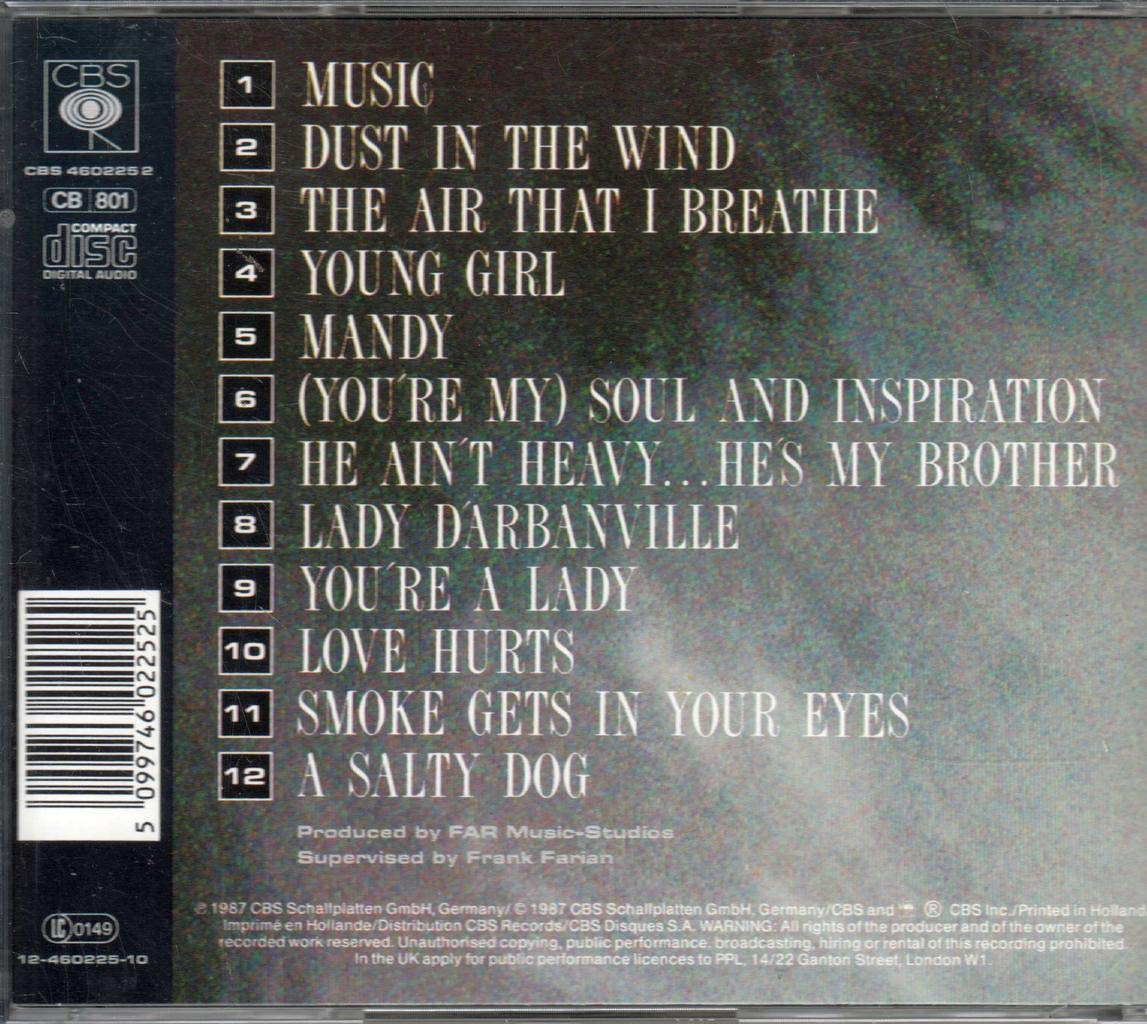 CBS
CBS 460225 2
CB 801
COMPACT
disc
DIGITAL AUDIO
1 MUSIC
2 DUST IN THE WIND
3 THE AIR THAT I BREATHE
4 YOUNG GIRL
5 MANDY
6 (YOU'RE MY) SOUL AND INSPIRATION
7 HE AIN'T HEAVY...HE'S MY BROTHER
8 LADY D'ARBANVILLE
9 YOU'RE A LADY
10 LOVE HURTS
11 SMOKE GETS IN YOUR EYES
12 A SALTY DOG
Produced by FAR Music-Studios
Supervised by Frank Farian
5 099746 022525
LC 0149
12-460225-10
℗ 1987 CBS Schallplatten GmbH, Germany/ © 1987 CBS Schallplatten GmbH, Germany/CBS and ® CBS Inc./Printed in Holland
Imprimé en Hollande/Distribution CBS Records/CBS Disques S.A. WARNING: All rights of the producer and of the owner of the
recorded work reserved. Unauthorised copying, public performance, broadcasting, hiring or rental of this recording prohibited.
In the UK apply for public performance licences to PPL, 14/22 Ganton Street, London W1.